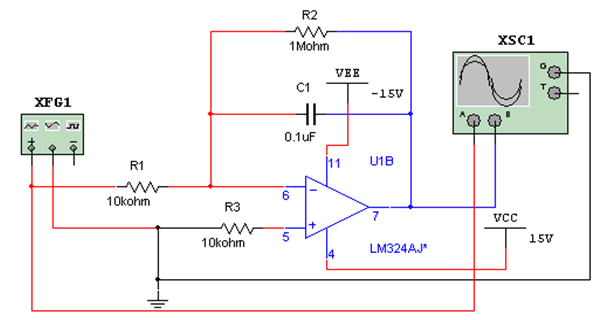 R2
1Mohm
XSC1
G
T
A
B
VEE
-15V
C1
0.1uF
XFG1
11
U1B
R1
10kohm
6
7
R3
10kohm
5
4
LM324AJ*
VCC
15V